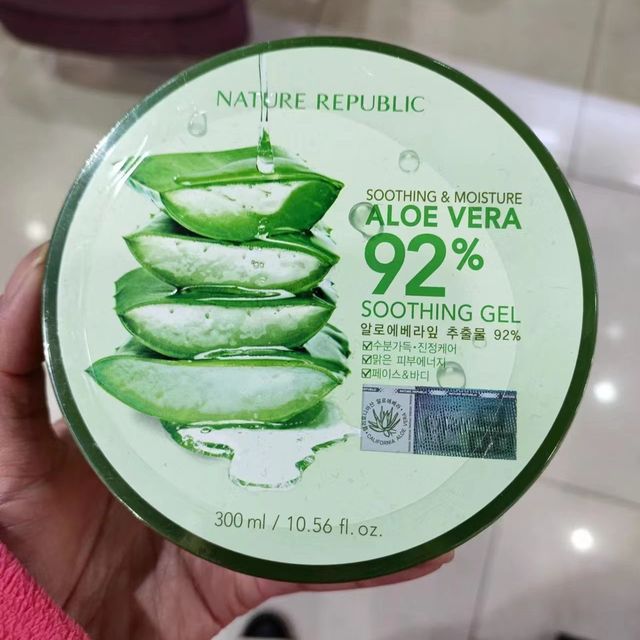 NATURE REPUBLIC
SOOTHING & MOISTURE
ALOE VERA
92%
SOOTHING GEL
알로에베라잎 추출물 92%
☑수분가득·진정케어
☑맑은 피부에너지
☑페이스&바디
CALIFORNIA ALOE VERA
300 ml / 10.56 fl. oz.